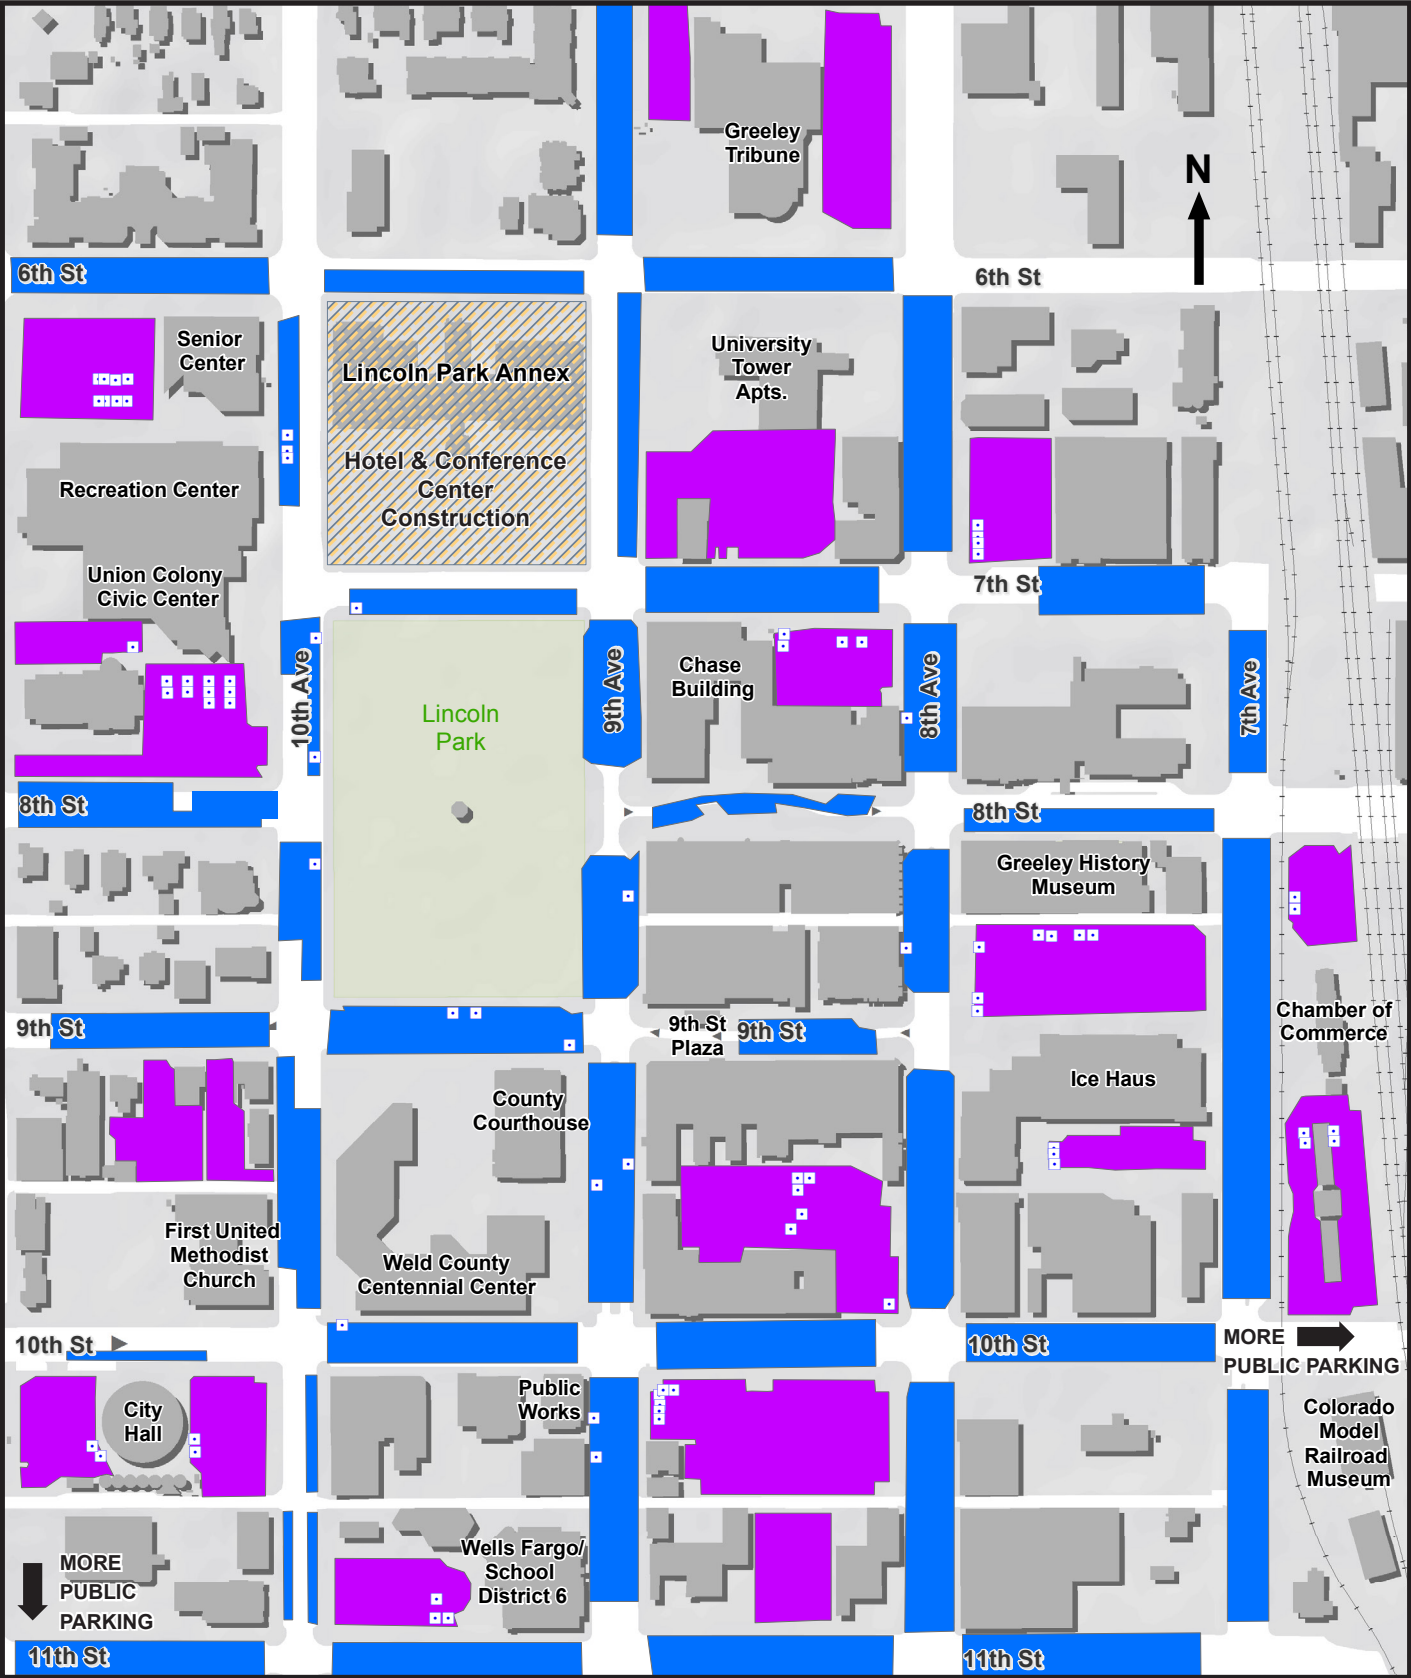 Greeley
Tribune
N
6th St
6th St
Senior
Center
Lincoln Park Annex
University
Tower
Apts.
Hotel & Conference
Center
Construction
Recreation Center
Union Colony
Civic Center
7th St
10th Ave
Lincoln
Park
9th Ave
Chase
Building
8th Ave
7th Ave
8th St
8th St
Greeley History
Museum
9th St
9th St
Plaza
9th St
Chamber of
Commerce
Ice Haus
County
Courthouse
First United
Methodist
Church
Weld County
Centennial Center
10th St
10th St
MORE
PUBLIC PARKING
City
Hall
Public
Works
Colorado
Model
Railroad
Museum
MORE
PUBLIC
PARKING
Wells Fargo/
School
District 6
11th St
11th St